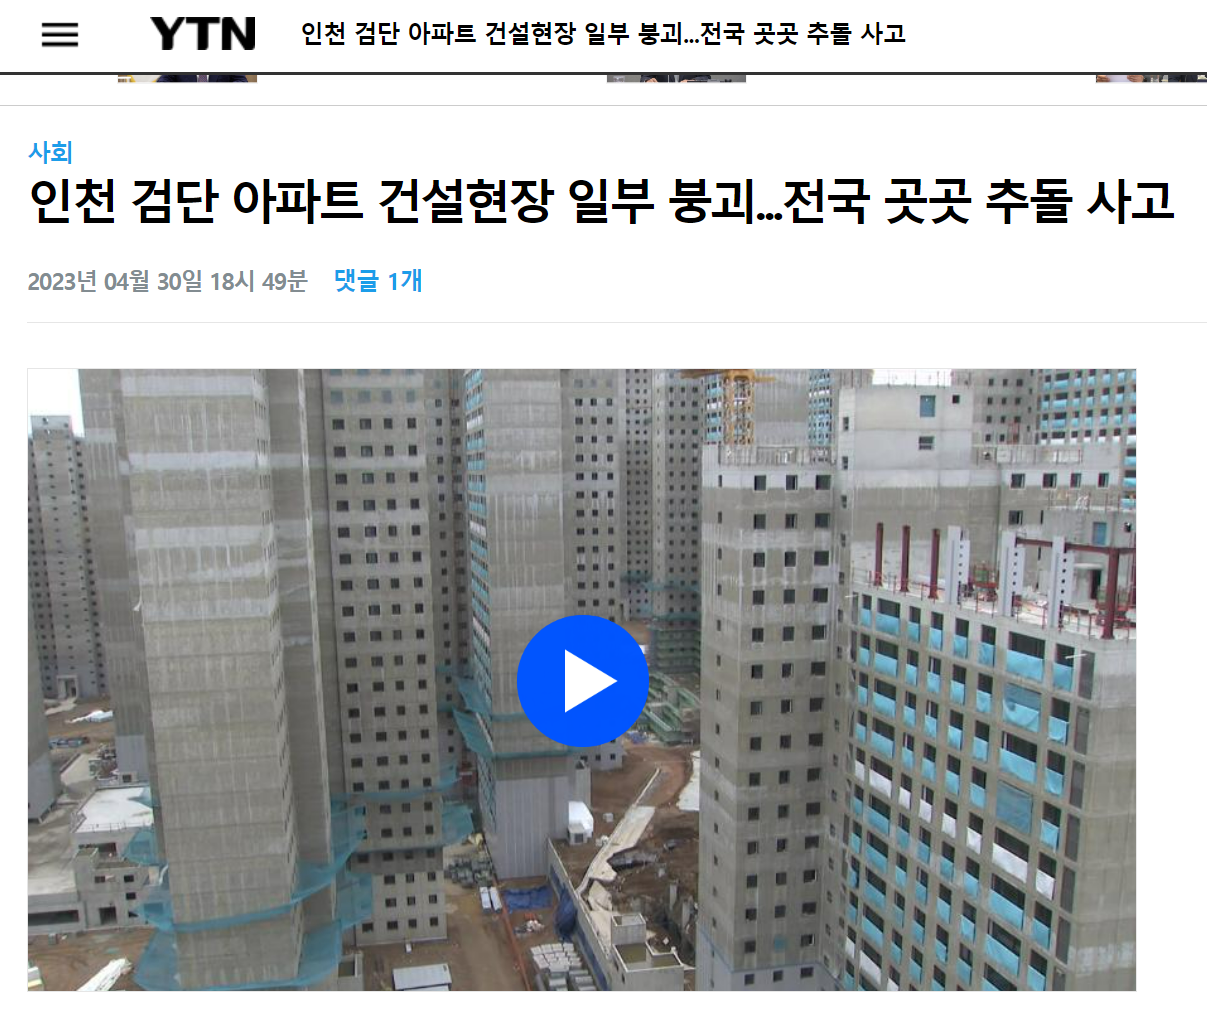 YTN 인천 검단 아파트 건설현장 일부 붕괴...전국 곳곳 추돌 사고
사회
인천 검단 아파트 건설현장 일부 붕괴...전국 곳곳 추돌 사고
2023년 04월 30일 18시 49분 댓글 1개